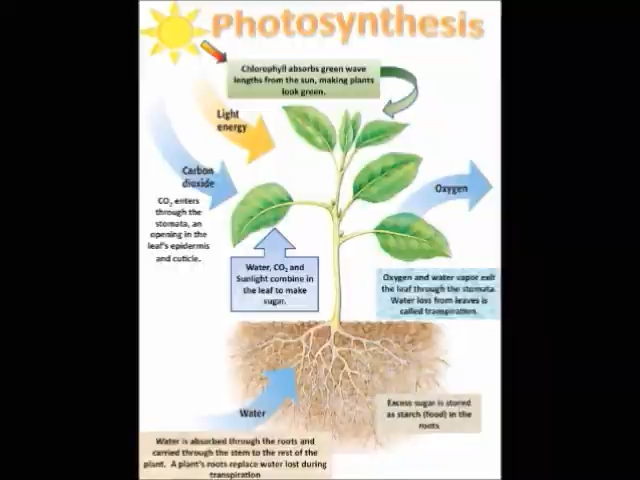 Photosynthesis
Chlorophyll absorbs green wave
lengths from the sun, making plants
look green.
Light
energy
Carbon
dioxide
CO₂ enters
through the
stomata, an
opening in the
leaf's epidermis
and cuticle.
Oxygen
Water, CO₂ and
Sunlight combine in
the leaf to make
sugar.
Oxygen and water vapor exit
the leaf through the stomata.
Water loss from leaves is
called transpiration.
Water
Excess sugar is stored
as starch (food) in the
roots
Water is absorbed through the roots and
carried through the stem to the rest of the
plant. A plant's roots replace water lost during
transpiration